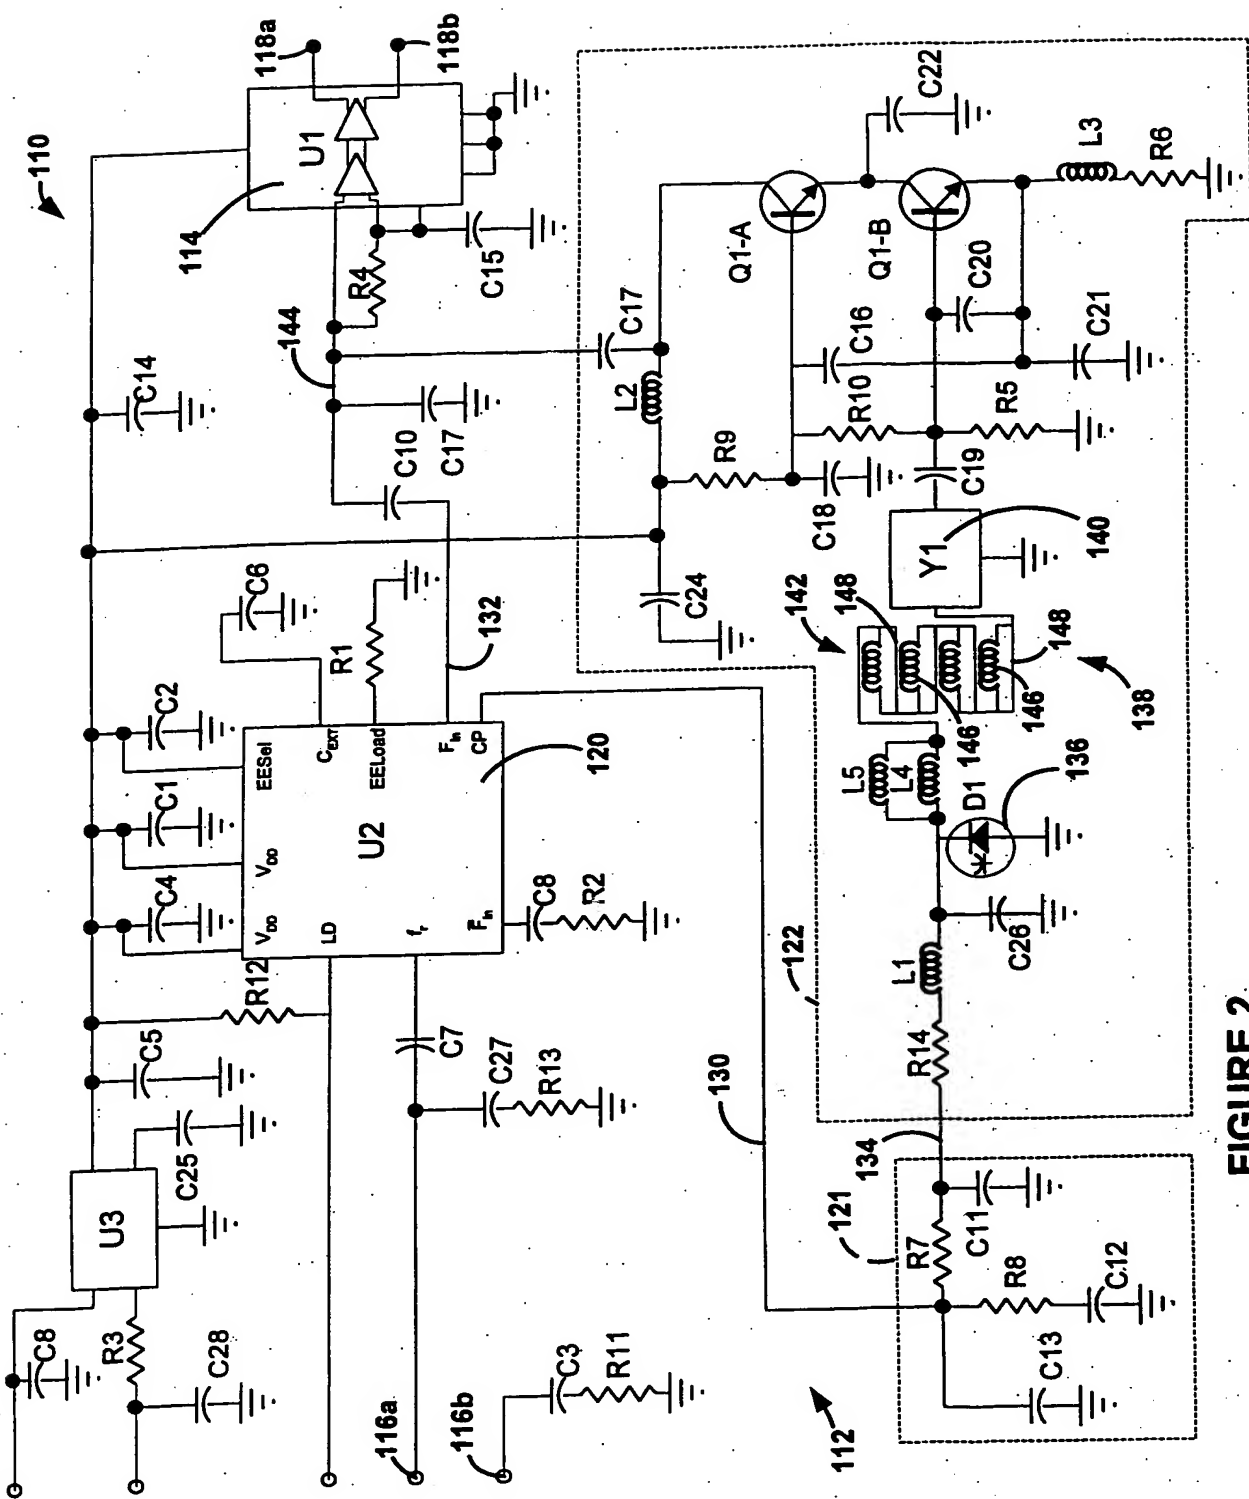 110
118a
118b
114
U1
C14
144
R4
C15
C10
C17
C6
R1
132
C2
C1
C4
EESel
VDD
VDD
CEXT
EELoad
Fin
CP
U2
LD
fr
Fin
120
C8
R2
R12
C5
C25
U3
C8
R3
C28
C7
C27
R13
116a
116b
C3
R11
112
130
122
C17
L2
R9
C18
C24
Q1-A
Q1-B
C22
C16
R10
C20
C21
R5
L3
R6
C19
Y1
140
142
148
148
146
146
138
L5
L4
D1
136
C26
L1
R14
134
121
R7
C11
R8
C12
C13
FIGURE 2